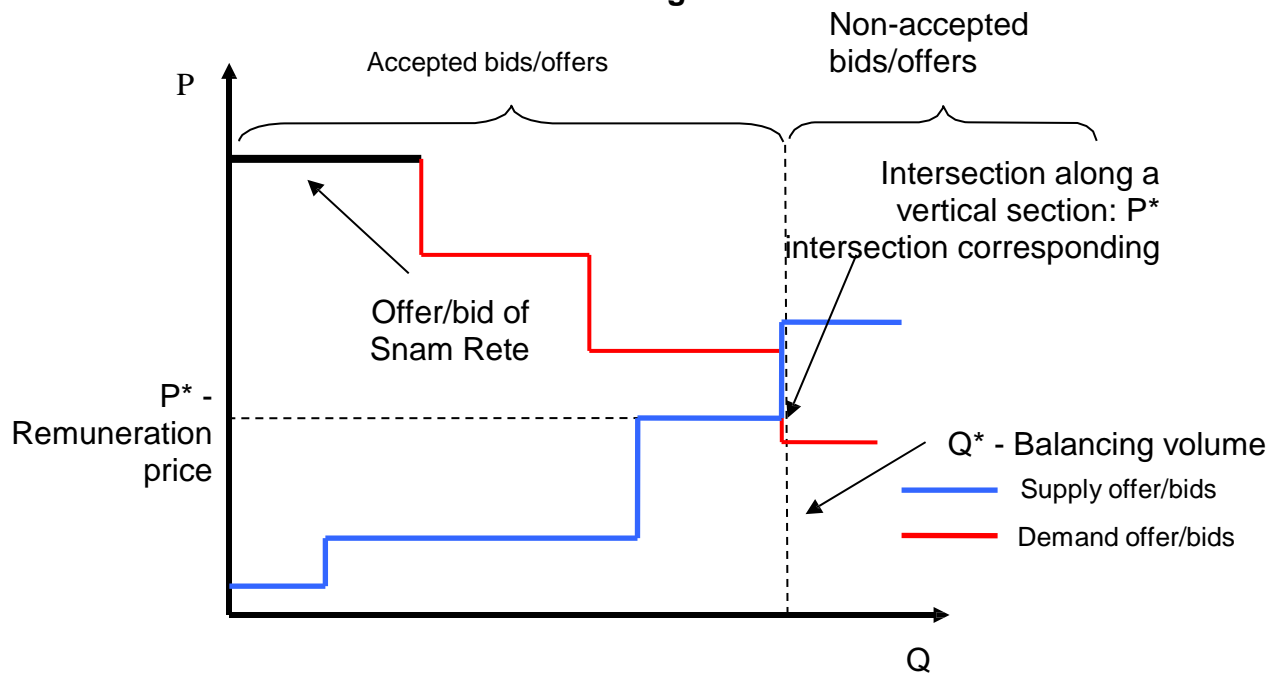 Non-accepted
bids/offers
Accepted bids/offers
P
Intersection along a
vertical section: P*
intersection corresponding
Offer/bid of
Snam Rete
P* -
Remuneration
price
Q* - Balancing volume
Supply offer/bids
Demand offer/bids
Q